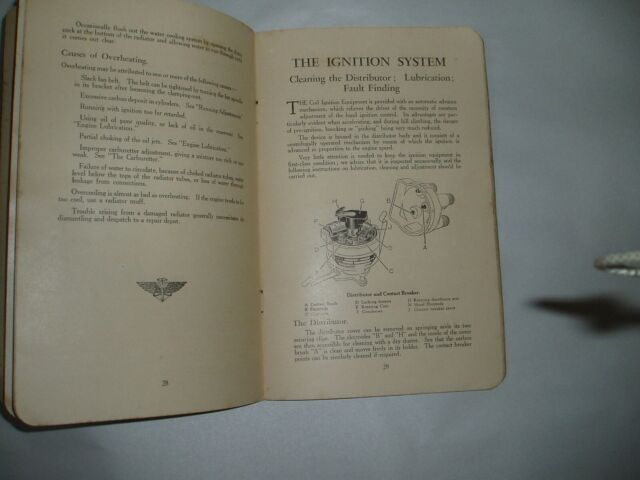 Occasionally flush out the water cooling system by opening the drain
cock at the bottom of the radiator and allowing water to run through until
it comes out clear.
Causes of Overheating.
Overheating may be attributed to one or more of the following causes:—
Slack fan belt. The belt can be tightened by turning the fan spindle
in its bracket after loosening the clamping-nut.
Excessive carbon deposit in cylinders. See "Running Adjustments."
Running with ignition too far retarded.
Using oil of poor quality, or lack of oil in the reservoir. See
"Engine Lubrication."
Partial choking of the oil jets. See "Engine Lubrication."
Improper carburetter adjustment, giving a mixture too rich or too
weak. See "The Carburetter."
Failure of water to circulate, because of choked radiator tubes, water
level below the tops of the radiator tubes, or loss of water through
leakage from connections.
Overcooling is almost as bad as overheating. If the engine tends to be
too cool, use a radiator muff.
Trouble arising from a damaged radiator generally necessitates its
dismantling and despatch to a repair depot.
28
THE IGNITION SYSTEM
Cleaning the Distributor; Lubrication;
Fault Finding
THE Coil Ignition Equipment is provided with an automatic advance
mechanism, which relieves the driver of the necessity of constant
adjustment of the hand ignition control. Its advantages are par-
ticularly evident when accelerating, and during hill climbing, the danger
of pre-ignition, knocking or "pinking" being very much reduced.
The device is housed in the distributor body and it consists of a
centrifugally operated mechanism by means of which the ignition is
advanced in proportion to the engine speed.
Very little attention is needed to keep the ignition equipment in
first-class condition; we advise that it is inspected occasionally and the
following instructions on lubrication, cleaning and adjustment should be
carried out.
H
B
A
Distributor and Contact Breaker.
A Carbon Brush
B Electrode
D Locking Screws
E Rotating Cam
F Condenser
G Rotating distributor arm
H Metal Electrode
J Contact breaker pivot
The Distributor.
The distributor cover can be removed on springing aside its two
securing clips. The electrodes "B" and "H" and the inside of the cover
are then accessible for cleaning with a dry duster. See that the carbon
brush "A" is clean and moves freely in its holder. The contact breaker
points can be similarly cleaned if required.
29